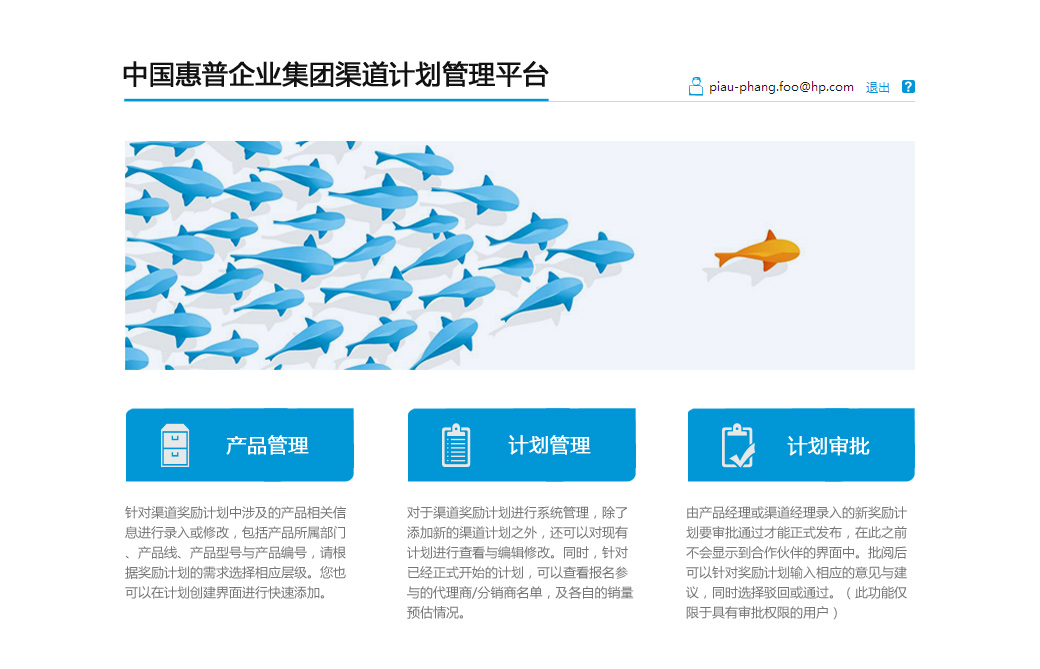 中国惠普企业集团渠道计划管理平台
piau-phang.foo@hp.com 退出 ?
产品管理
针对渠道奖励计划中涉及的产品相关信
息进行录入或修改，包括产品所属部门
、产品线、产品型号与产品编号，请根
据奖励计划的需求选择相应层级。您也
可以在计划创建界面进行快速添加。
计划管理
对于渠道奖励计划进行系统管理，除了
添加新的渠道计划之外，还可以对现有
计划进行查看与编辑修改。同时，针对
已经正式开始的计划，可以查看报名参
与的代理商/分销商名单，及各自的销量
预估情况。
计划审批
由产品经理或渠道经理录入的新奖励计
划要审批通过才能正式发布，在此之前
不会显示到合作伙伴的界面中。批阅后
可以针对奖励计划输入相应的意见与建
议，同时选择驳回或通过。（此功能仅
限于具有审批权限的用户）